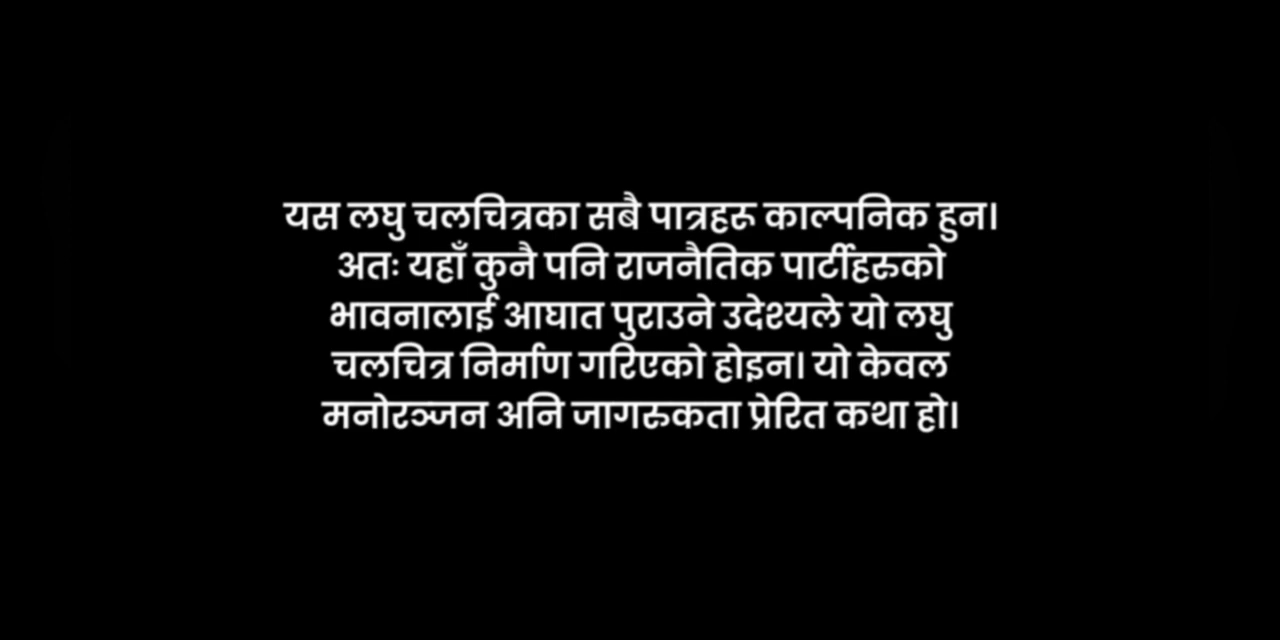 यस लघु चलचित्रका सबै पात्रहरू काल्पनिक हुन।
अतः यहाँ कुनै पनि राजनैतिक पार्टीहरुको
भावनालाई आघात पुराउने उदेश्यले यो लघु
चलचित्र निर्माण गरिएको होइन। यो केवल
मनोरञ्जन अनि जागरुकता प्रेरित कथा हो।